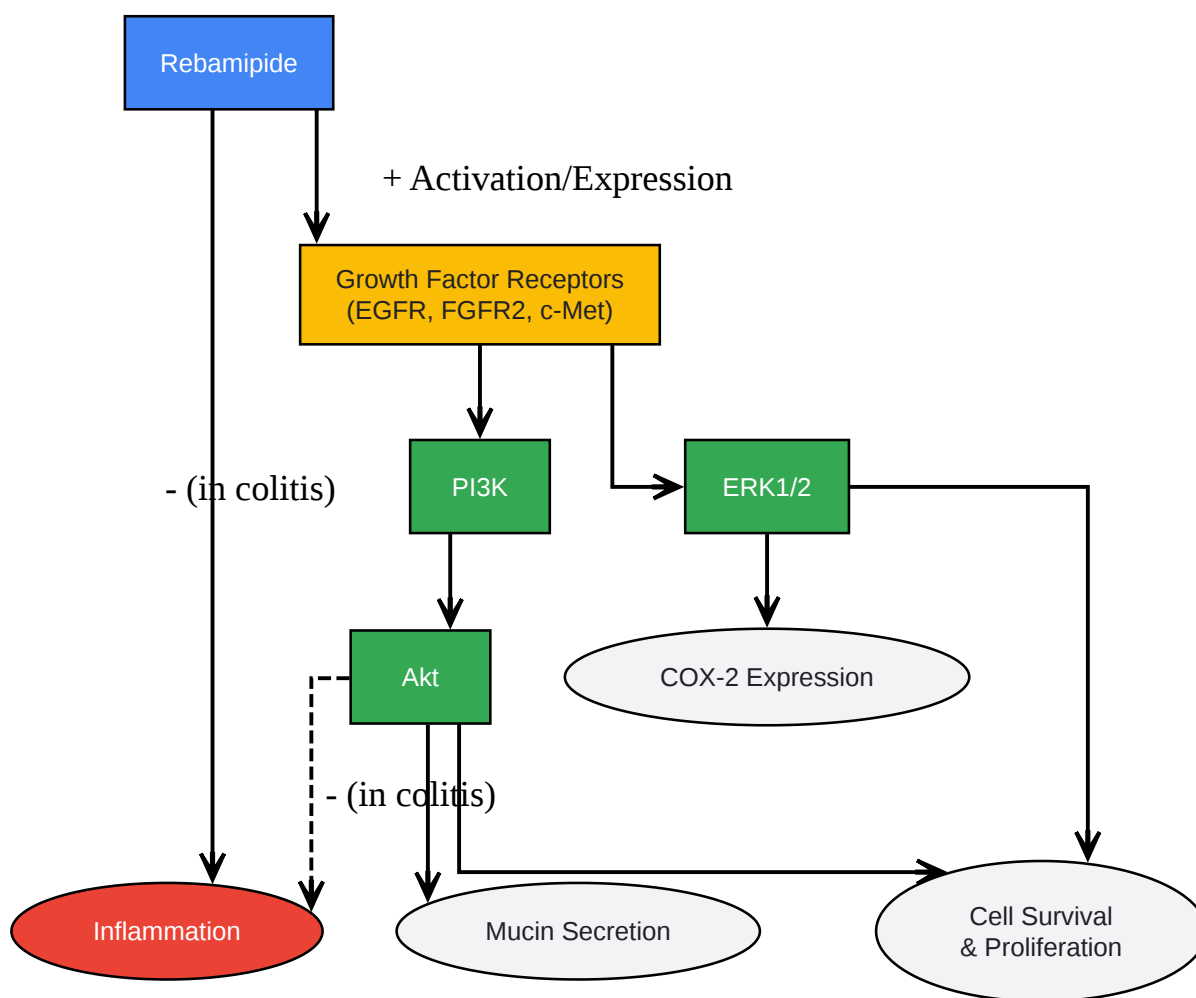 Rebamipide
+ Activation/Expression
Growth Factor Receptors
(EGFR, FGFR2, c-Met)
- (in colitis)
PI3K
ERK1/2
Akt
COX-2 Expression
- (in colitis)
Inflammation
Mucin Secretion
Cell Survival
& Proliferation